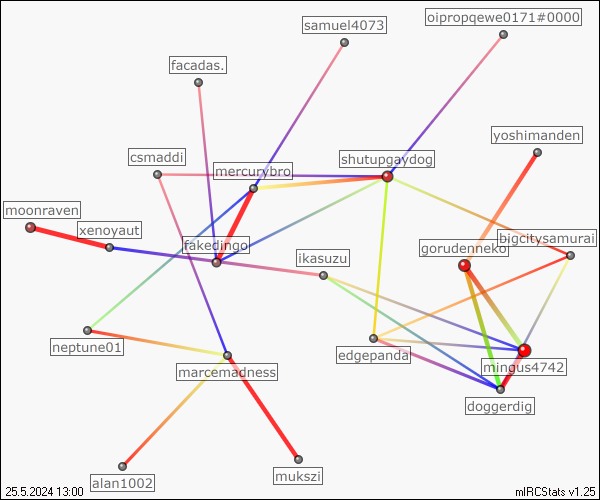 samuel4073
oipropqewe0171#0000
facadas.
yoshimanden
csmaddi
shutupgaydog
mercurybro
moonraven
xenoyaut
fakedingo
gorudenneko
bigcitysamurai
ikasuzu
neptune01
edgepanda
marcemadness
mingus4742
doggerdig
alan1002
mukszi
25.5.2024 13:00
mIRCStats v1.25